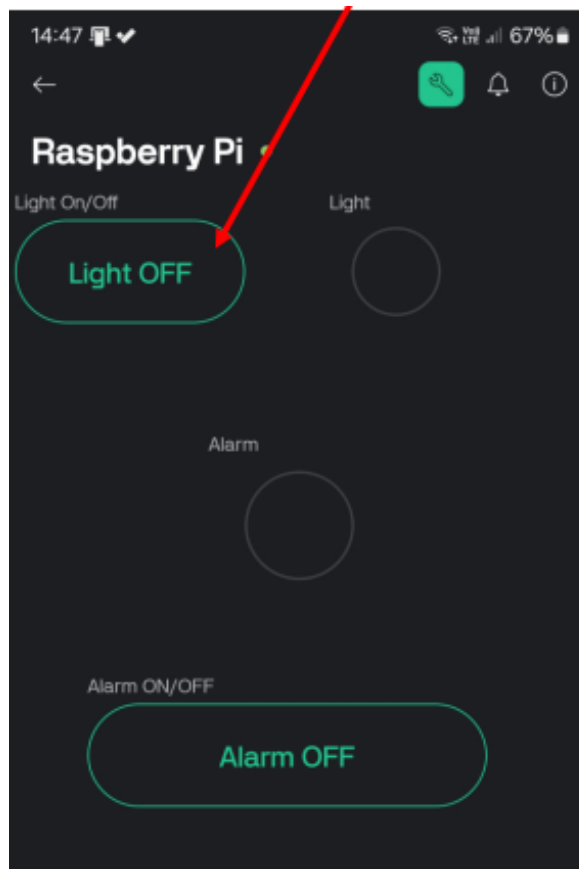 14:47 67%
Raspberry Pi
Light On/Off Light
Light OFF
Alarm
Alarm ON/OFF
Alarm OFF